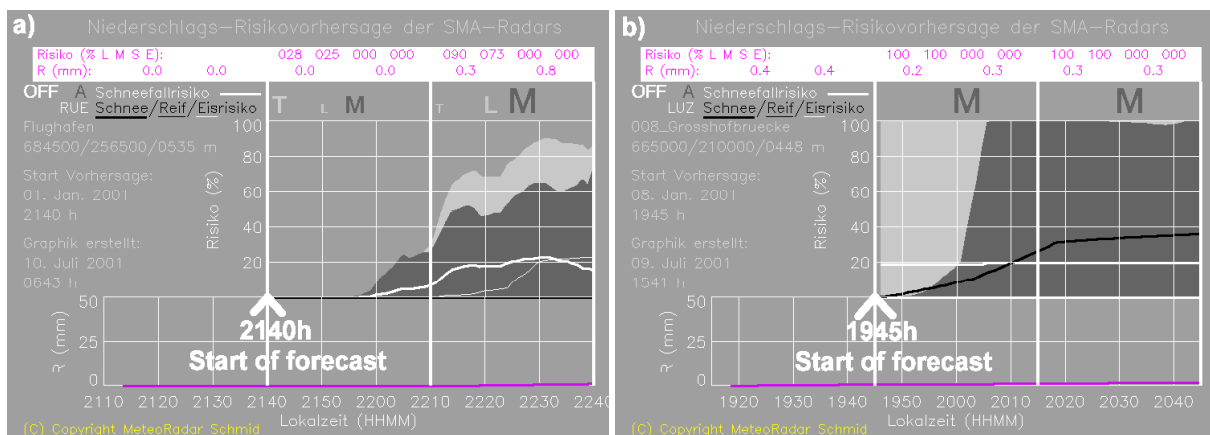 a)
Niederschlags-Risikovorhersage der SMA-Radars
Risiko (% L M S E): 028 025 000 000 090 073 000 000
R (mm): 0.0 0.0 0.0 0.0 0.3 0.8
OFF A Schneefallrisiko T L M T L M
RUE Schnee/Reif/Eisrisiko
Flughafen
684500/256500/0535 m
Start Vorhersage:
01. Jan. 2001
2140 h
Graphik erstellt:
10. Juli 2001
0643 h
Risiko (%)
100
80
60
40
20
50
R (mm)
0
2140h
Start of forecast
2110 2120 2130 2140 2150 2200 2210 2220 2230 2240
Lokalzeit (HHMM)
(C) Copyright MeteoRadar Schmid
b)
Niederschlags-Risikovorhersage der SMA-Radars
Risiko (% L M S E): 100 100 000 000 100 100 000 000
R (mm): 0.4 0.4 0.2 0.3 0.3 0.3
OFF A Schneefallrisiko M M
LUZ Schnee/Reif/Eisrisiko
008_Grosshofbruecke
665000/210000/0448 m
Start Vorhersage:
08. Jan. 2001
1945 h
Graphik erstellt:
09. Juli 2001
1541 h
Risiko (%)
100
80
60
40
20
50
R (mm)
0
1945h
Start of forecast
1920 1930 1940 1950 2000 2010 2020 2030 2040
Lokalzeit (HHMM)
(C) Copyright MeteoRadar Schmid